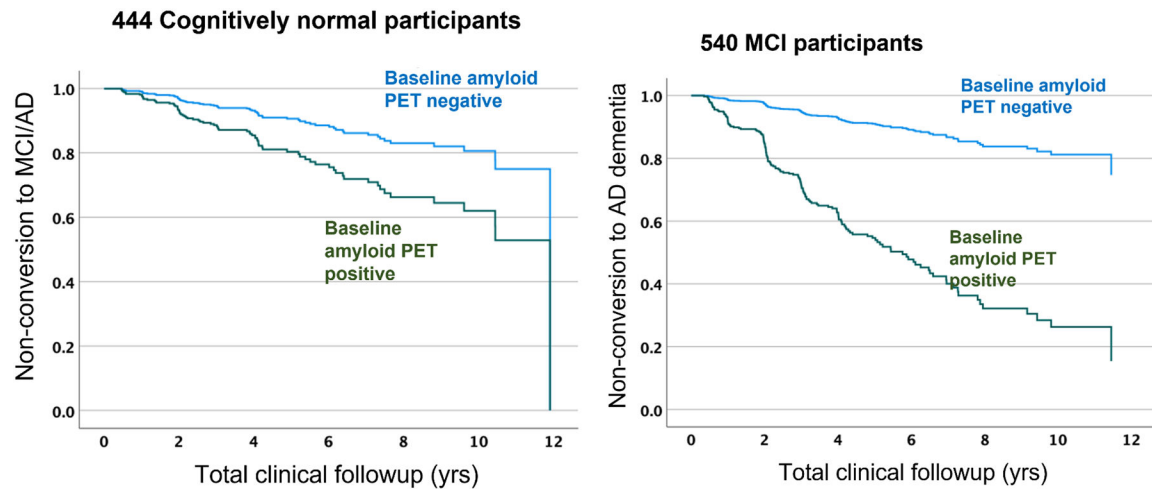 444 Cognitively normal participants
Baseline amyloid
PET negative
Baseline
amyloid PET
positive
Non-conversion to MCI/AD
1.0
0.8
0.6
0.4
0.2
0.0
0 2 4 6 8 10 12
Total clinical followup (yrs)
540 MCI participants
Baseline amyloid
PET negative
Baseline
amyloid PET
positive
Non-conversion to AD dementia
1.0
0.8
0.6
0.4
0.2
0.0
0 2 4 6 8 10 12
Total clinical followup (yrs)